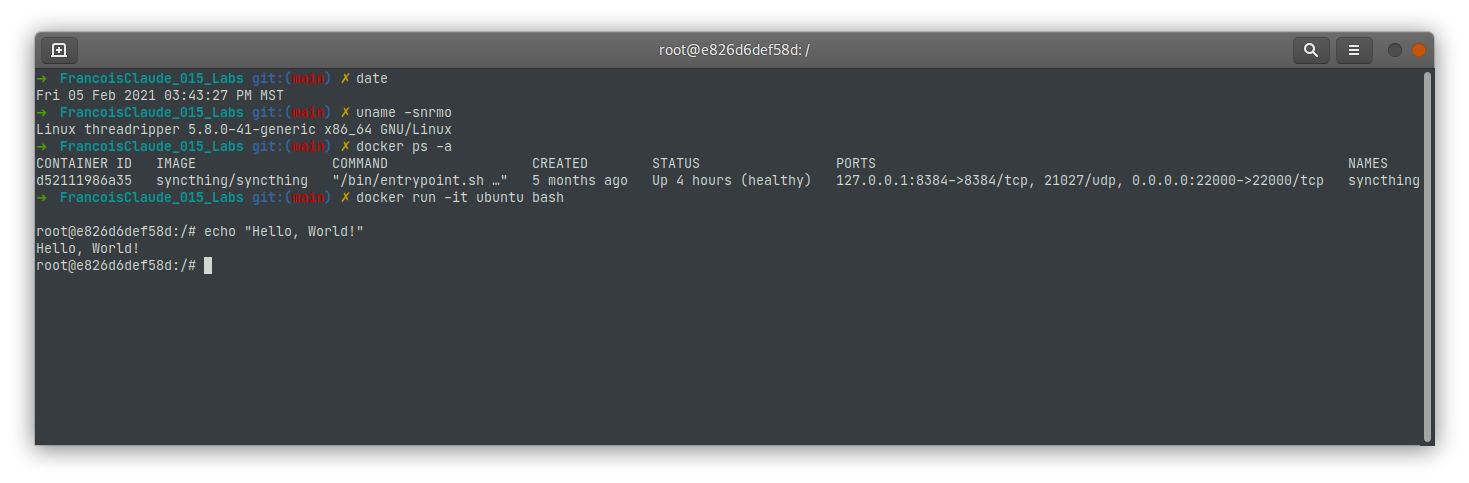 root@e826d6def58d: /
➜  FrancoisClaude_015_Labs git:(main) ✗ date
Fri 05 Feb 2021 03:43:27 PM MST
➜  FrancoisClaude_015_Labs git:(main) ✗ uname -snrmo
Linux threadripper 5.8.0-41-generic x86_64 GNU/Linux
➜  FrancoisClaude_015_Labs git:(main) ✗ docker ps -a
CONTAINER ID   IMAGE                 COMMAND                  CREATED        STATUS                 PORTS                                                           NAMES
d52111986a35   syncthing/syncthing   "/bin/entrypoint.sh …"   5 months ago   Up 4 hours (healthy)   127.0.0.1:8384->8384/tcp, 21027/udp, 0.0.0.0:22000->22000/tcp   syncthing
➜  FrancoisClaude_015_Labs git:(main) ✗ docker run -it ubuntu bash
root@e826d6def58d:/# echo "Hello, World!"
Hello, World!
root@e826d6def58d:/#